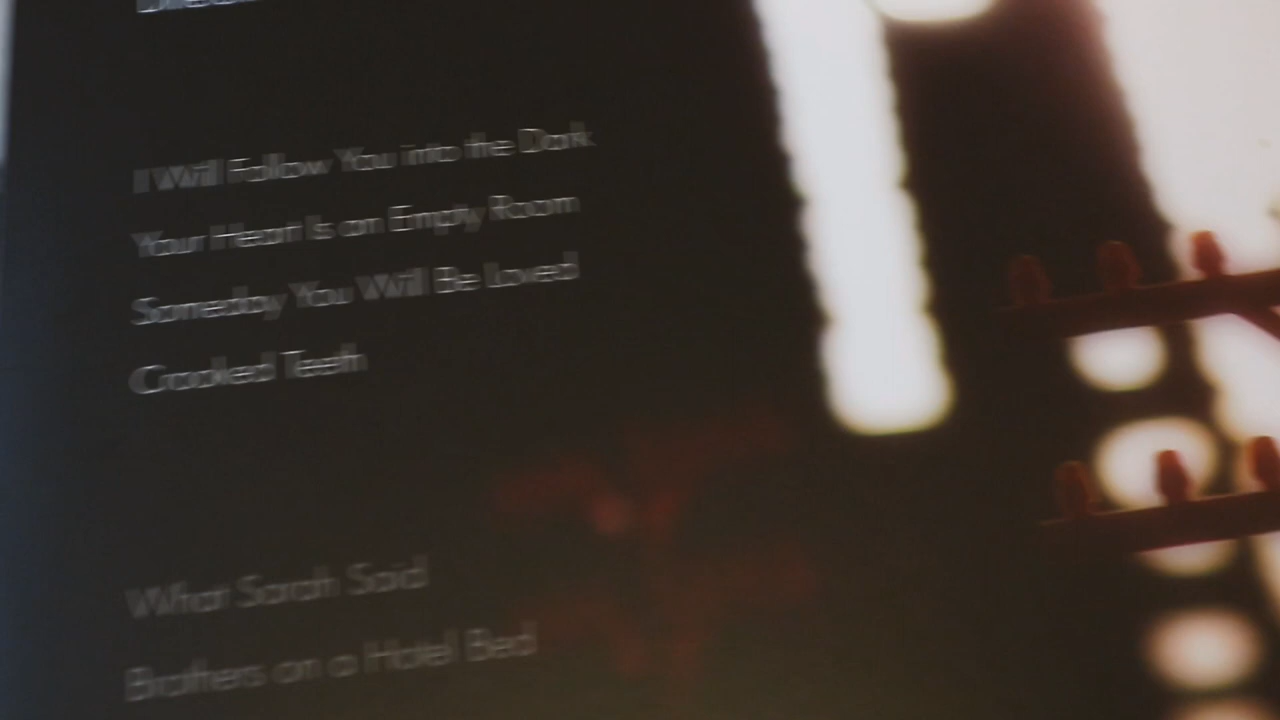 I Will Follow You into the Dark
Your Heart Is an Empty Room
Someday You Will Be Loved
Crooked Teeth
What Sarah Said
Brothers on a Hotel Bed